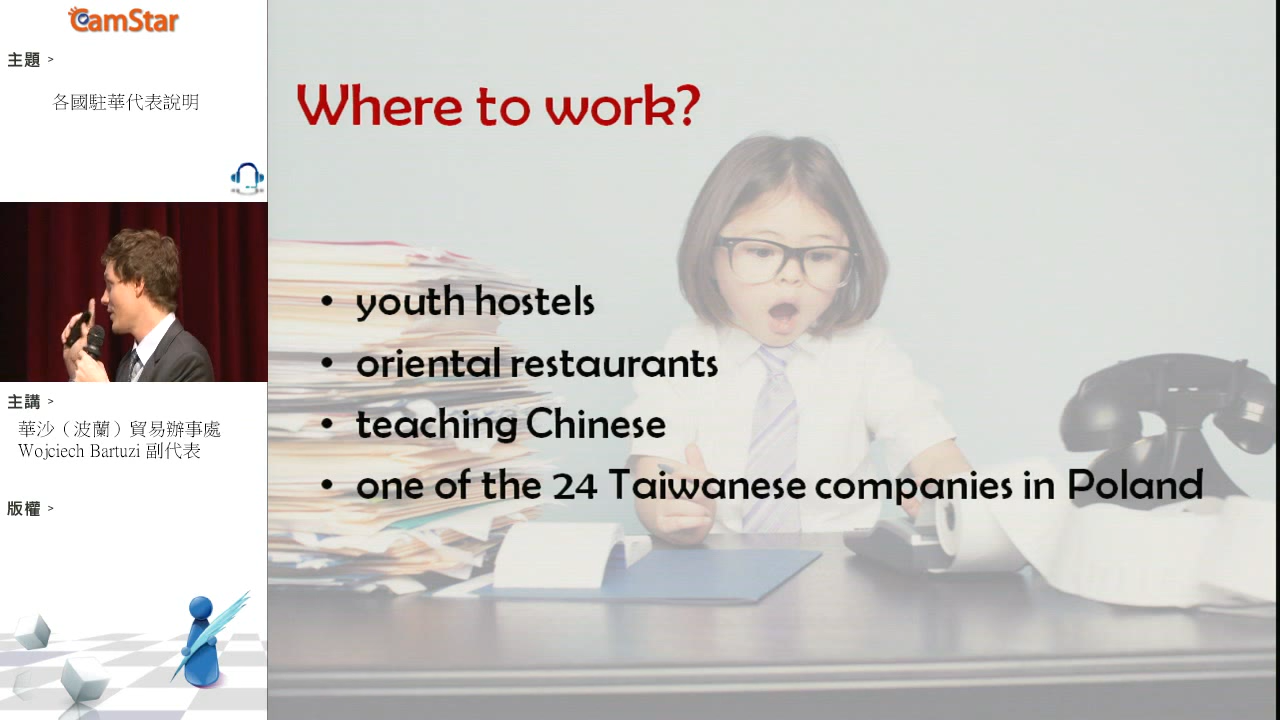 CamStar
主題 >
各國駐華代表說明
主講 >
華沙（波蘭）貿易辦事處
Wojciech Bartuzi 副代表
版權 >
Where to work?
• youth hostels
• oriental restaurants
• teaching Chinese
• one of the 24 Taiwanese companies in Poland